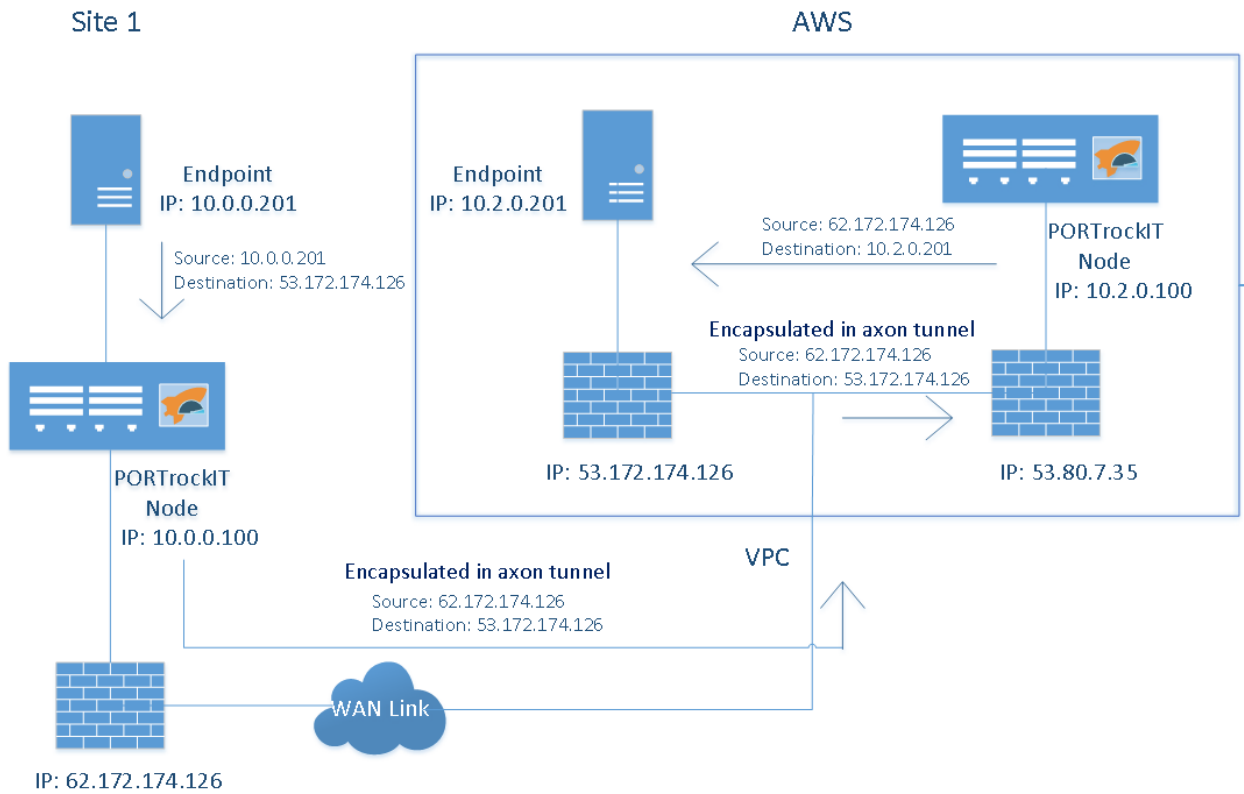 Site 1
AWS
Endpoint
IP: 10.0.0.201
Source: 10.0.0.201
Destination: 53.172.174.126
Endpoint
IP: 10.2.0.201
Source: 62.172.174.126
Destination: 10.2.0.201
PORTrockIT
Node
IP: 10.2.0.100
Encapsulated in axon tunnel
Source: 62.172.174.126
Destination: 53.172.174.126
IP: 53.172.174.126
IP: 53.80.7.35
PORTrockIT
Node
IP: 10.0.0.100
VPC
Encapsulated in axon tunnel
Source: 62.172.174.126
Destination: 53.172.174.126
WAN Link
IP: 62.172.174.126